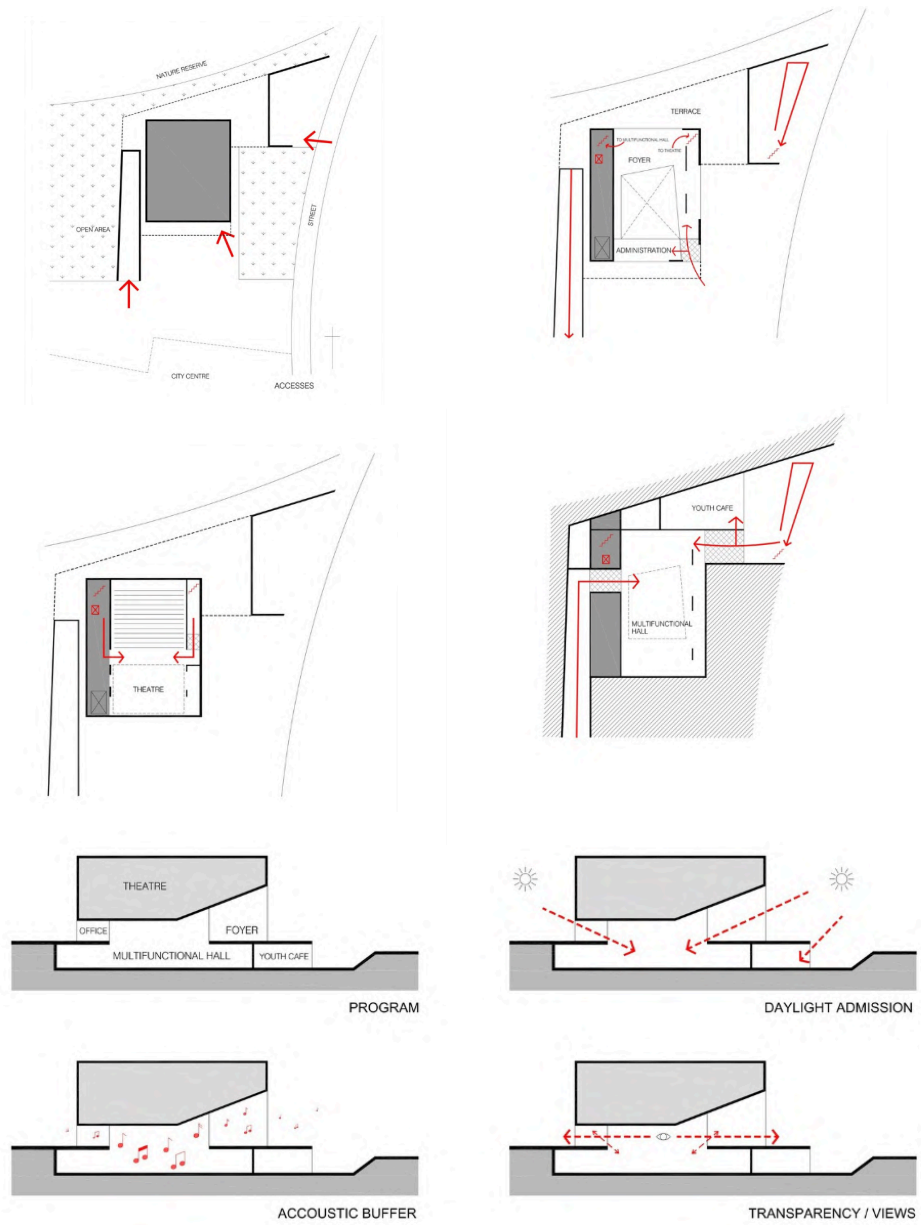 NATURE RESERVE
OPEN AREA
STREET
CITY CENTRE
ACCESSES
TERRACE
TO MULTIFUNCTIONAL HALL
TO THEATRE
FOYER
ADMINISTRATION
THEATRE
YOUTH CAFE
MULTIFUNCTIONAL
HALL
THEATRE
OFFICE
FOYER
MULTIFUNCTIONAL HALL
YOUTH CAFE
PROGRAM
DAYLIGHT ADMISSION
ACCOUSTIC BUFFER
TRANSPARENCY / VIEWS